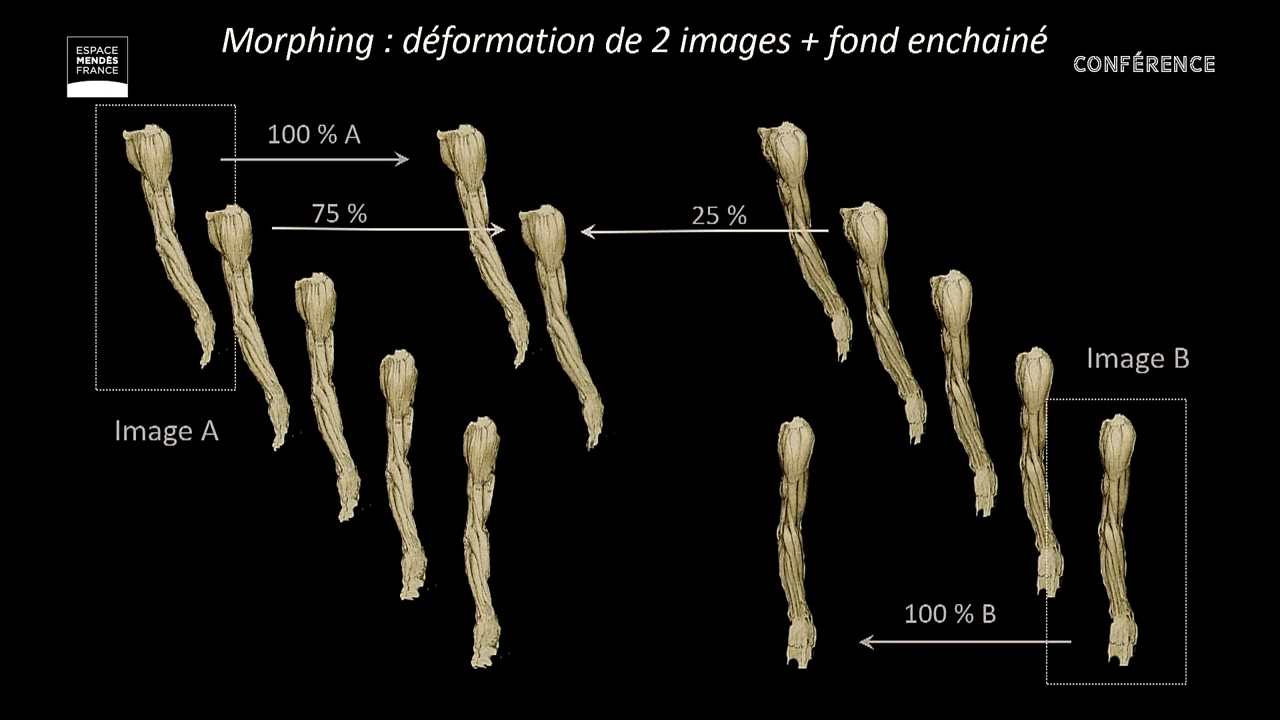 Morphing : déformation de 2 images + fond enchainé
ESPACE
MENDÈS
FRANCE
CONFÉRENCE
100 % A
75 %
25 %
Image B
Image A
100 % B